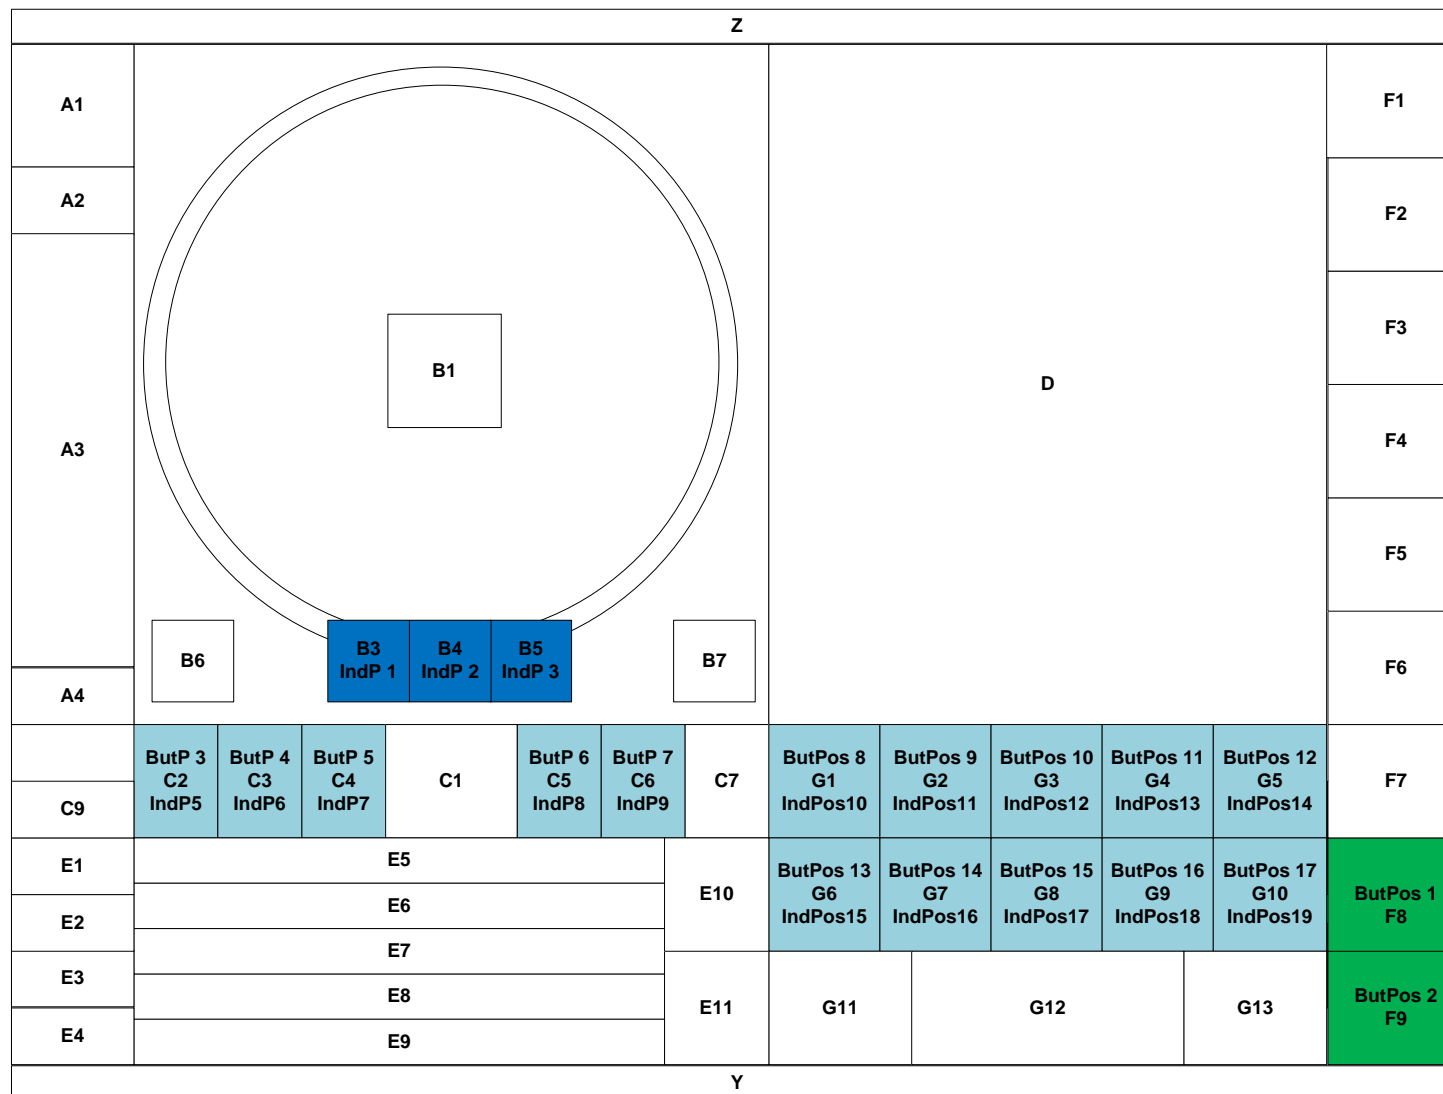 Z
A1
A2
A3
A4
B1
B6
B3
IndP 1
B4
IndP 2
B5
IndP 3
B7
D
F1
F2
F3
F4
F5
F6
F7
C9
ButP 3
C2
IndP5
ButP 4
C3
IndP6
ButP 5
C4
IndP7
C1
ButP 6
C5
IndP8
ButP 7
C6
IndP9
C7
ButPos 8
G1
IndPos10
ButPos 9
G2
IndPos11
ButPos 10
G3
IndPos12
ButPos 11
G4
IndPos13
ButPos 12
G5
IndPos14
E1
E2
E3
E4
E5
E6
E7
E8
E9
E10
E11
ButPos 13
G6
IndPos15
ButPos 14
G7
IndPos16
ButPos 15
G8
IndPos17
ButPos 16
G9
IndPos18
ButPos 17
G10
IndPos19
ButPos 1
F8
G11
G12
G13
ButPos 2
F9
Y